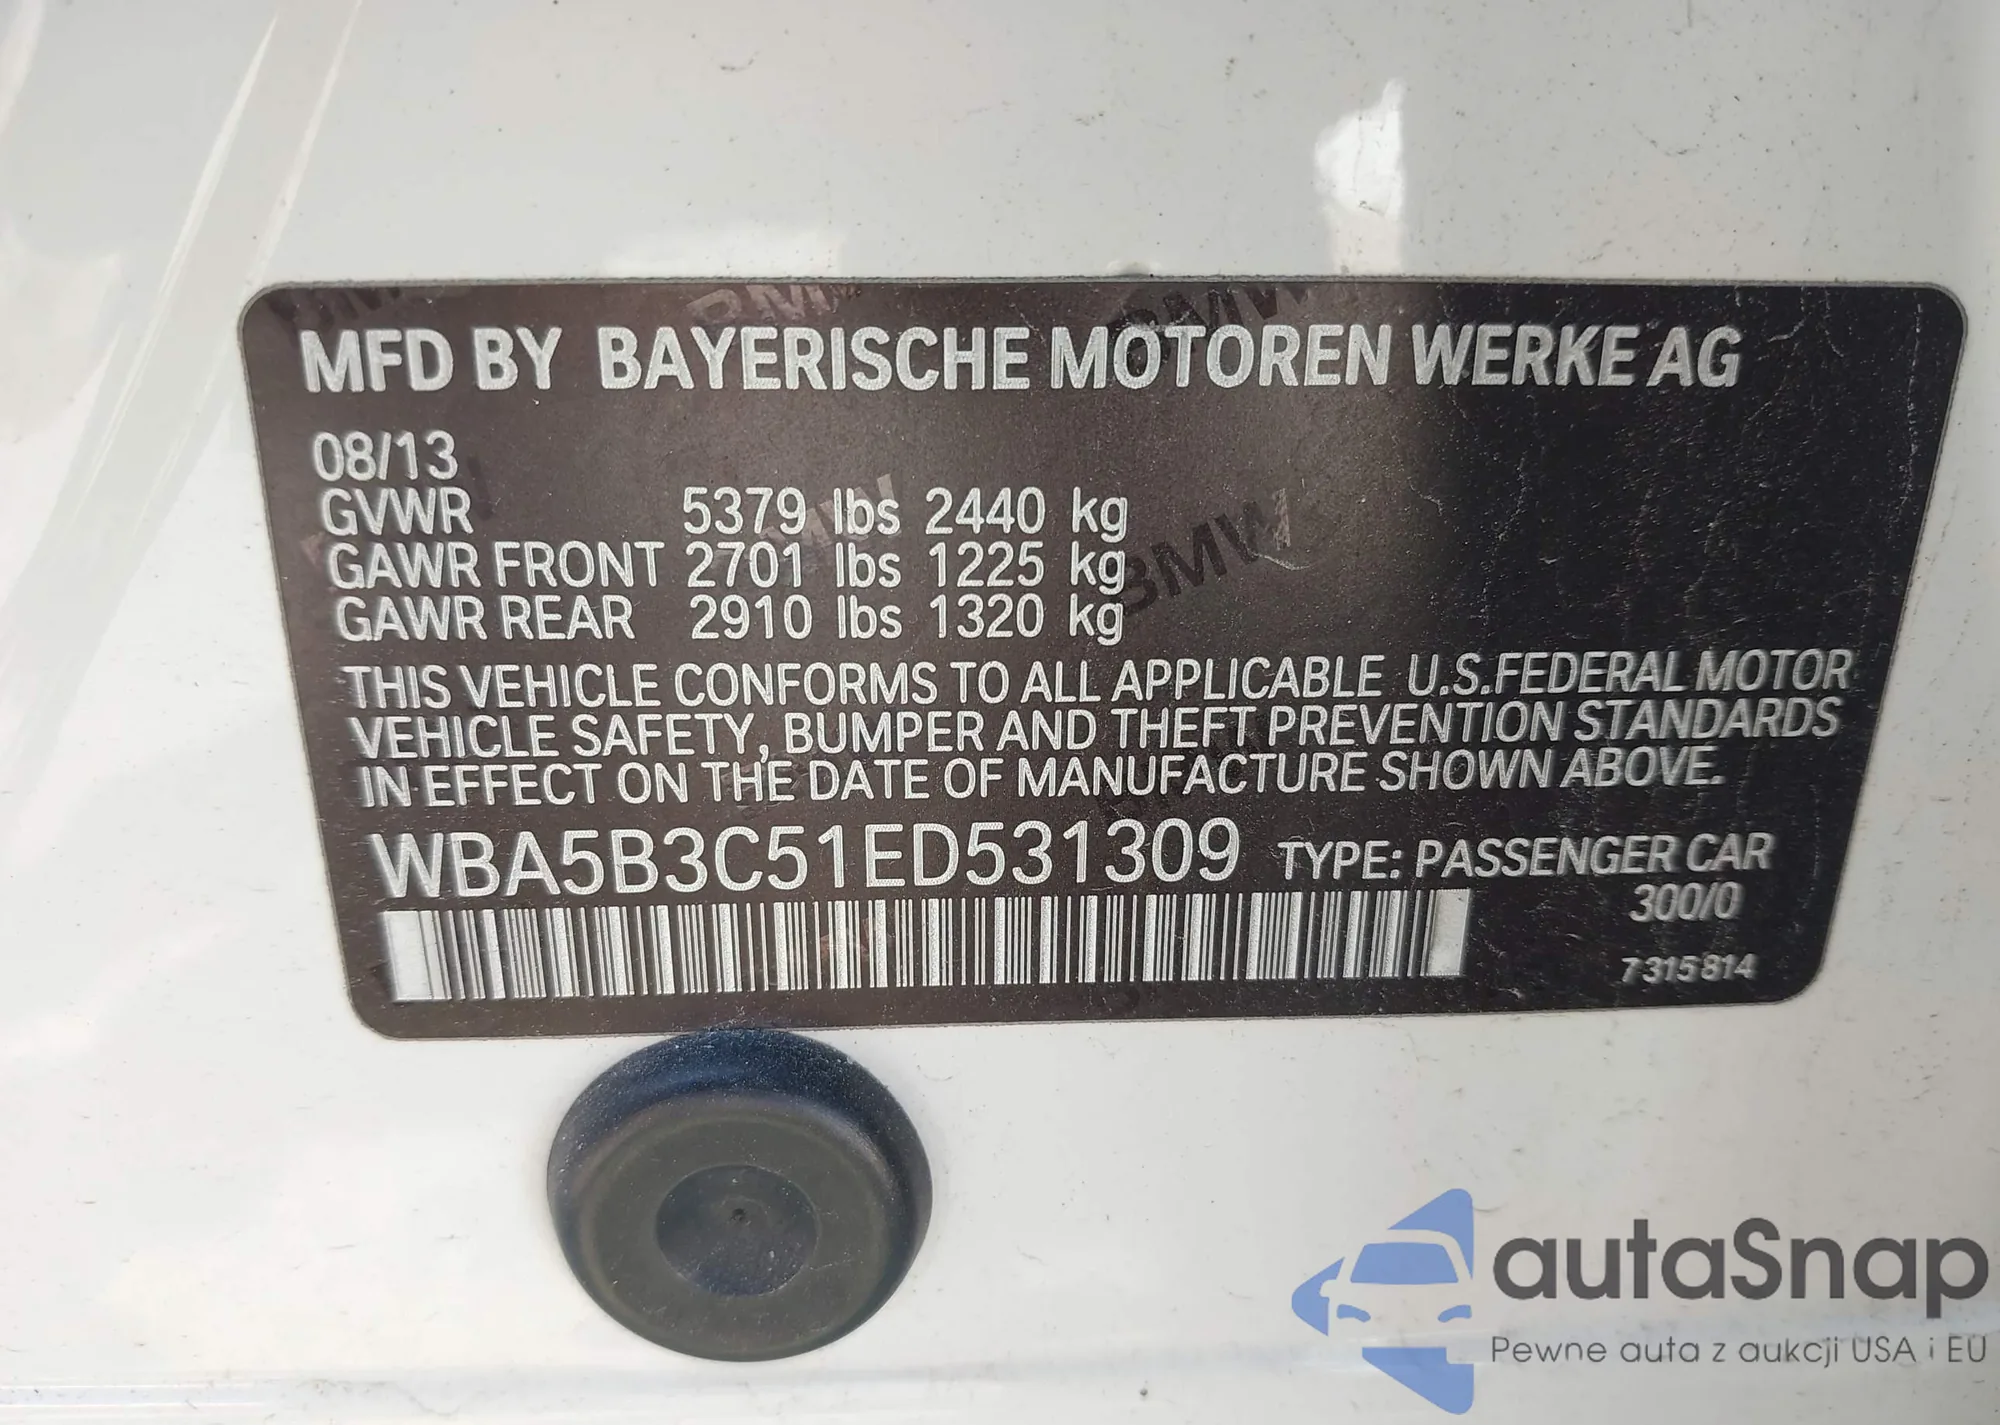 MFD BY BAYERISCHE MOTOREN WERKE AG
08/13
GVWR 5379 lbs 2440 kg
GAWR FRONT 2701 lbs 1225 kg
GAWR REAR 2910 lbs 1320 kg
THIS VEHICLE CONFORMS TO ALL APPLICABLE U.S.FEDERAL MOTOR
VEHICLE SAFETY, BUMPER AND THEFT PREVENTION STANDARDS
IN EFFECT ON THE DATE OF MANUFACTURE SHOWN ABOVE.
WBA5B3C51ED531309 TYPE: PASSENGER CAR
300/0
7 315 814
autaSnap
Pewne auta z aukcji USA i EU